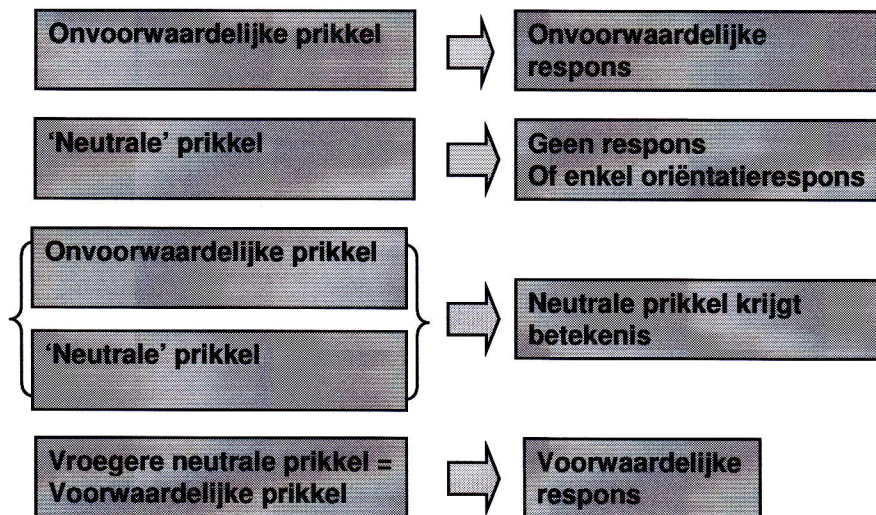 Onvoorwaardelijke prikkel
Onvoorwaardelijke
respons
‘Neutrale’ prikkel
Geen respons
Of enkel oriëntatierespons
Onvoorwaardelijke prikkel
‘Neutrale’ prikkel
Neutrale prikkel krijgt
betekenis
Vroegere neutrale prikkel =
Voorwaardelijke prikkel
Voorwaardelijke
respons